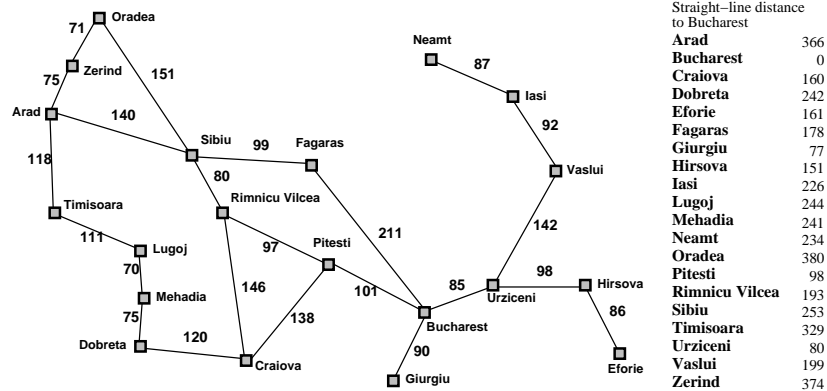 Straight−line distance
to Bucharest
Arad 366
Bucharest 0
Craiova 160
Dobreta 242
Eforie 161
Fagaras 178
Giurgiu 77
Hirsova 151
Iasi 226
Lugoj 244
Mehadia 241
Neamt 234
Oradea 380
Pitesti 98
Rimnicu Vilcea 193
Sibiu 253
Timisoara 329
Urziceni 80
Vaslui 199
Zerind 374
Oradea
71
Neamt
Zerind
87
151
75
Iasi
Arad
140
92
Sibiu
99
Fagaras
118
80
Vaslui
Timisoara
Rimnicu Vilcea
142
111
211
Lugoj
97
Pitesti
70
98
Hirsova
85
146
101
Urziceni
Mehadia
86
75
138
Bucharest
120
Dobreta
90
Craiova
Eforie
Giurgiu